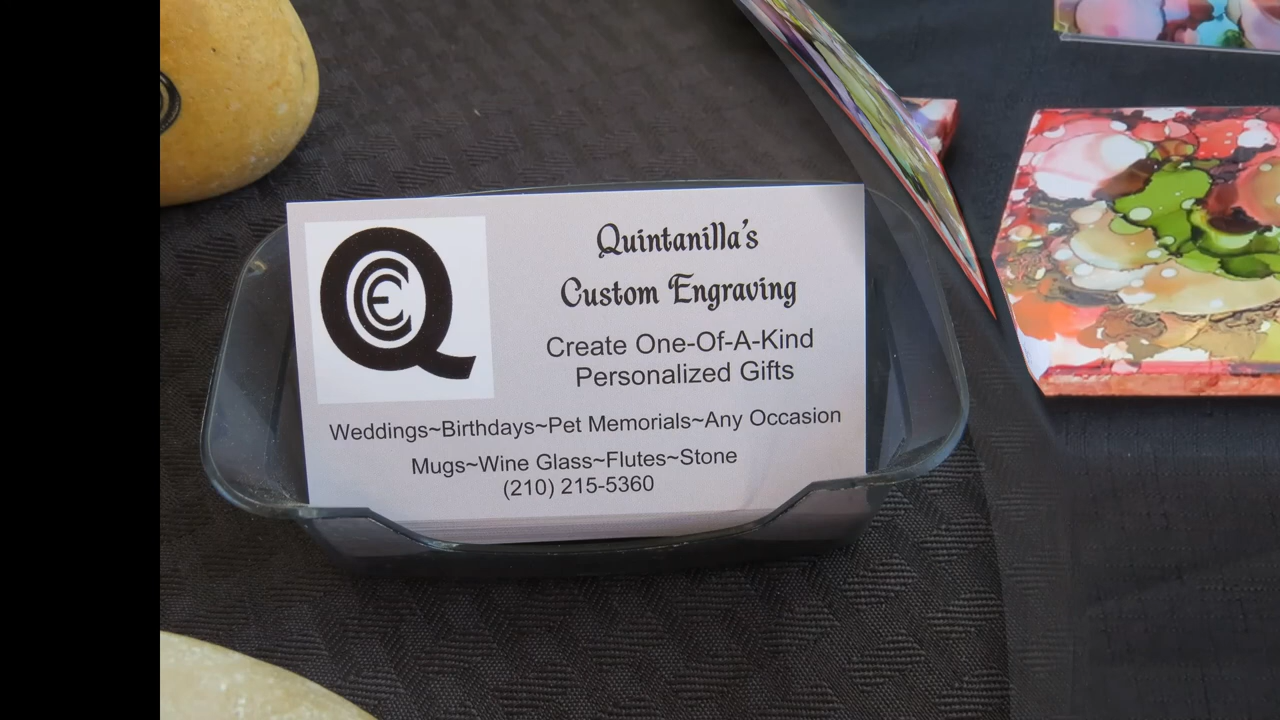 QCE
Quintanilla's
Custom Engraving
Create One-Of-A-Kind
Personalized Gifts
Weddings~Birthdays~Pet Memorials~Any Occasion
Mugs~Wine Glass~Flutes~Stone
(210) 215-5360